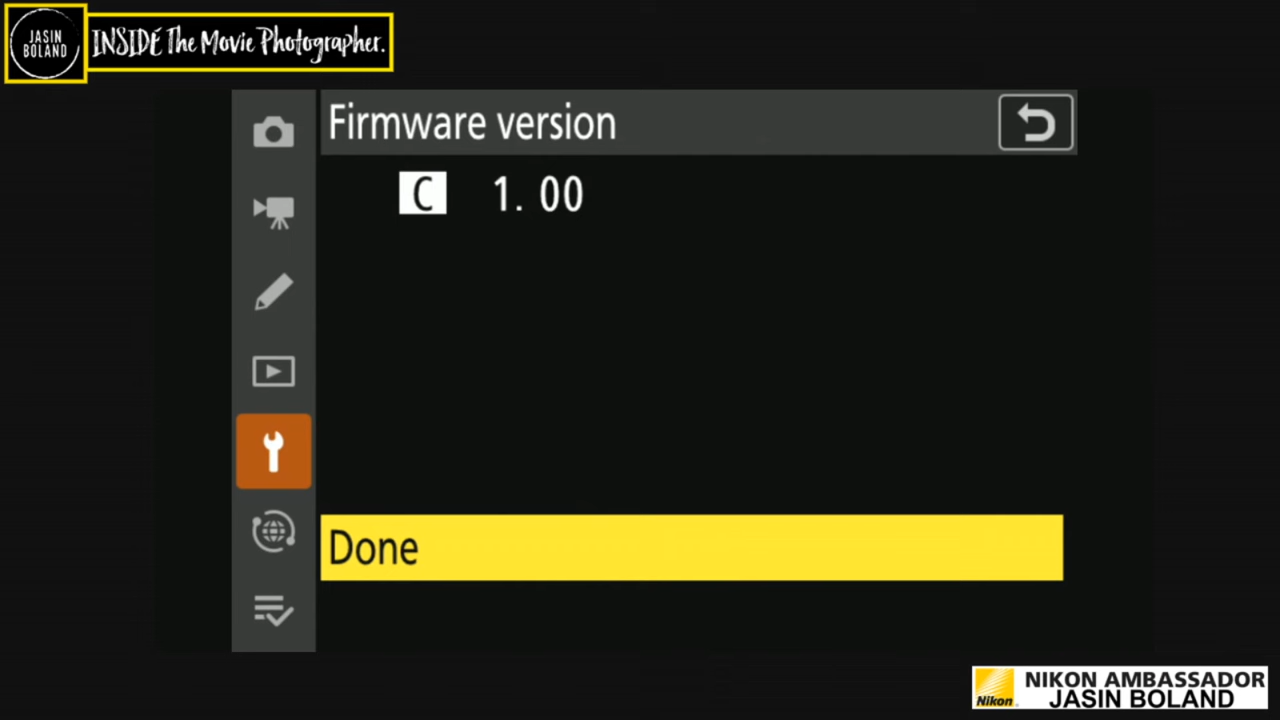 JASIN
BOLAND
INSIDE The Movie Photographer.
Firmware version
C 1. 00
Done
Nikon
NIKON AMBASSADOR
JASIN BOLAND